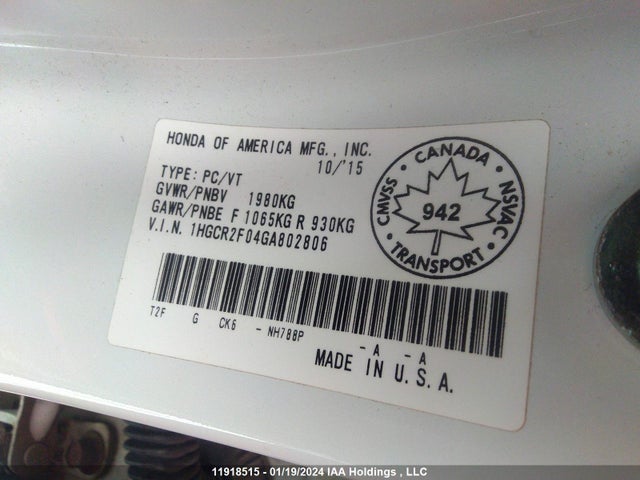 HONDA OF AMERICA MFG., INC.
10/'15
TYPE: PC/VT
GVWR/PNBV 1980KG
GAWR/PNBE F 1065KG R 930KG
V.I.N. 1HGCR2F04GA802806
CANADA
CMVSS
NSVAC
942
TRANSPORT
T2F G CK6 - NH788P - A - A
MADE IN U.S.A.
11918515 - 01/19/2024 IAA Holdings , LLC